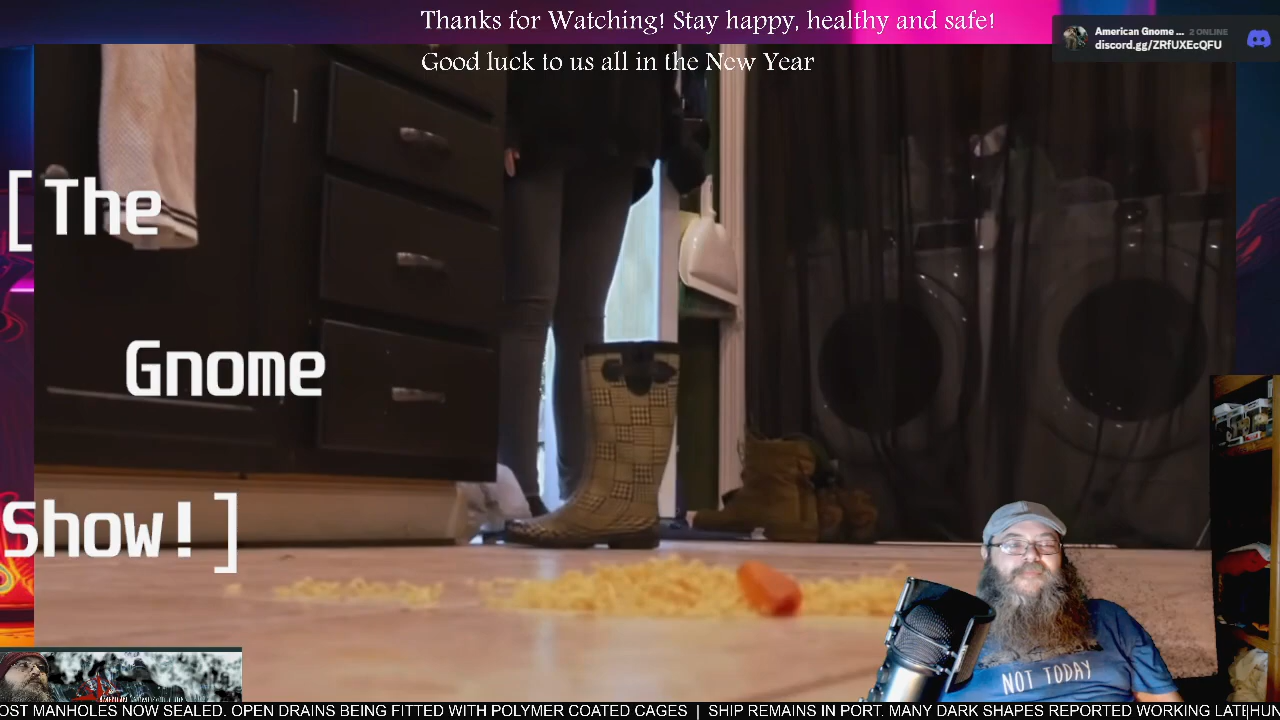 Thanks for Watching! Stay happy, healthy and safe!
Good luck to us all in the New Year
American Gnome ... 2 ONLINE
discord.gg/ZRfUXEcQFU
[The
Gnome
Show!]
NOT TODAY
OST MANHOLES NOW SEALED. OPEN DRAINS BEING FITTED WITH POLYMER COATED CAGES | SHIP REMAINS IN PORT. MANY DARK SHAPES REPORTED WORKING LATE